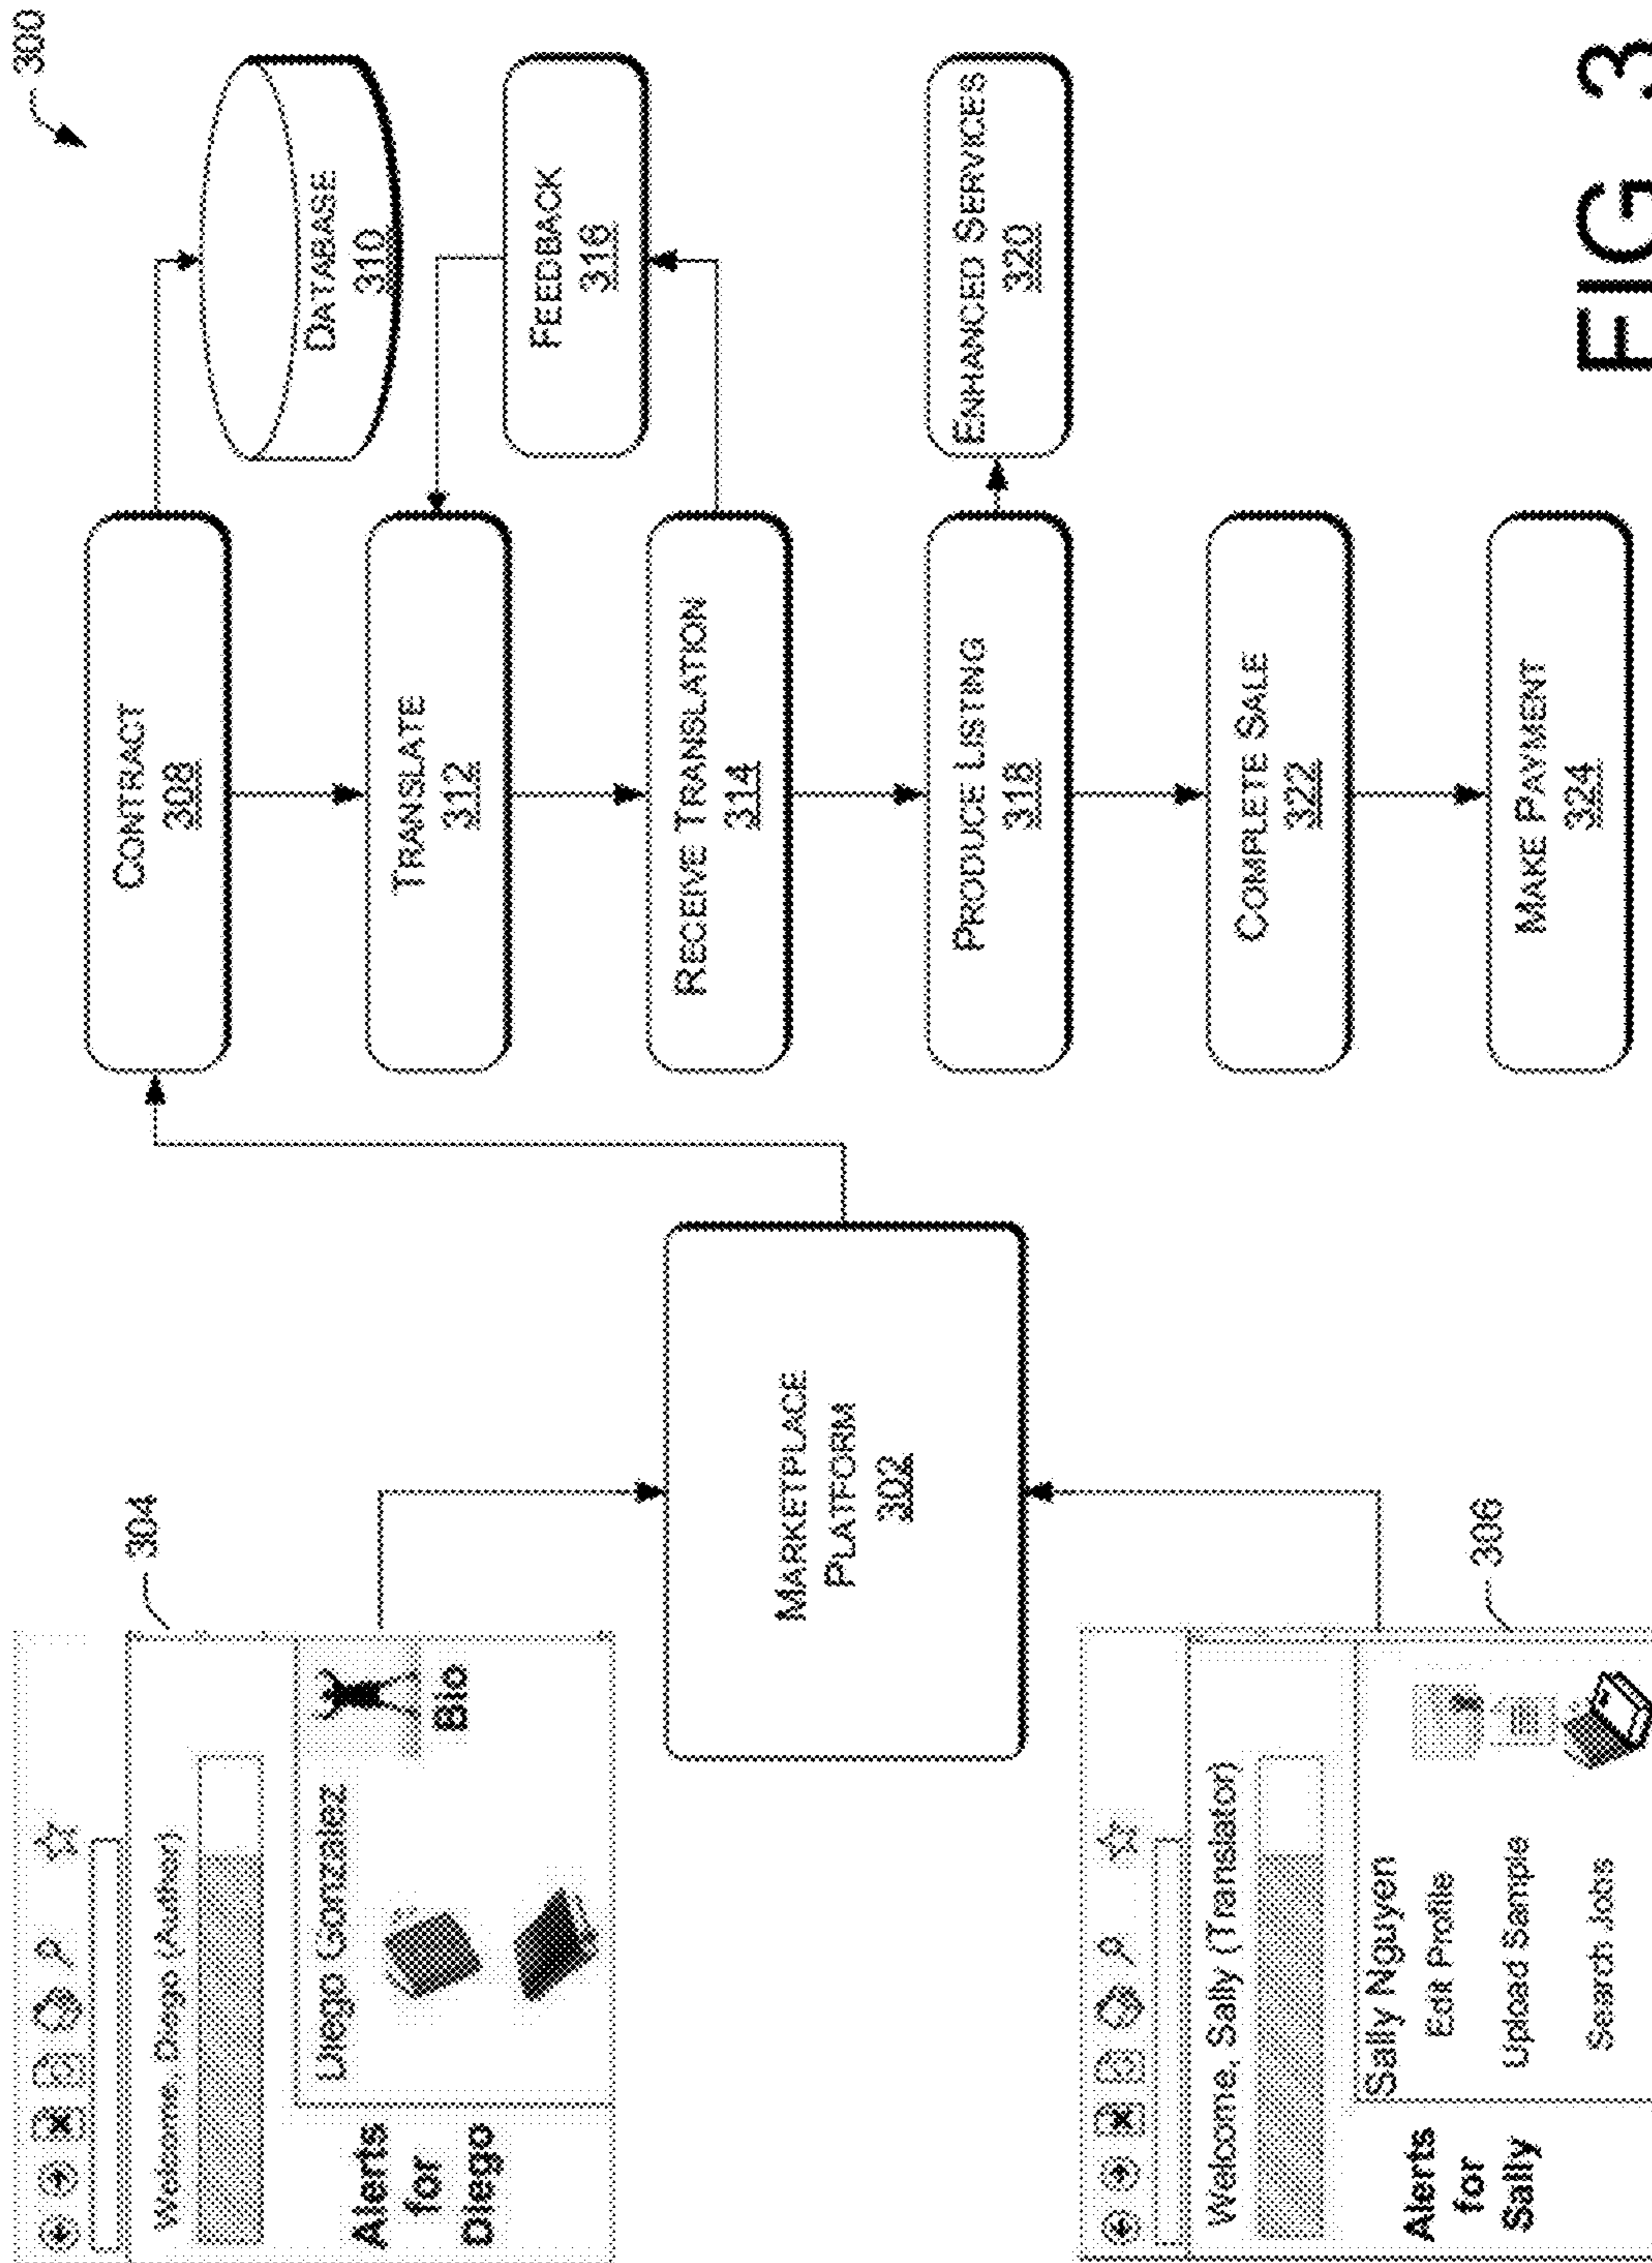 300
Welcome, Diego (Author)
Diego Gonzalez
Alerts
for
Diego
Bio
304
MARKETPLACE
PLATFORM
302
Welcome, Sally (Translator)
Sally Nguyen
Alerts
for
Sally
Edit Profile
Upload Sample
Search Jobs
306
CONTRACT
308
DATABASE
310
TRANSLATE
312
FEEDBACK
316
RECEIVE TRANSLATION
314
PRODUCE LISTING
318
ENHANCED SERVICES
320
COMPLETE SALE
322
MAKE PAYMENT
324
FIG 3